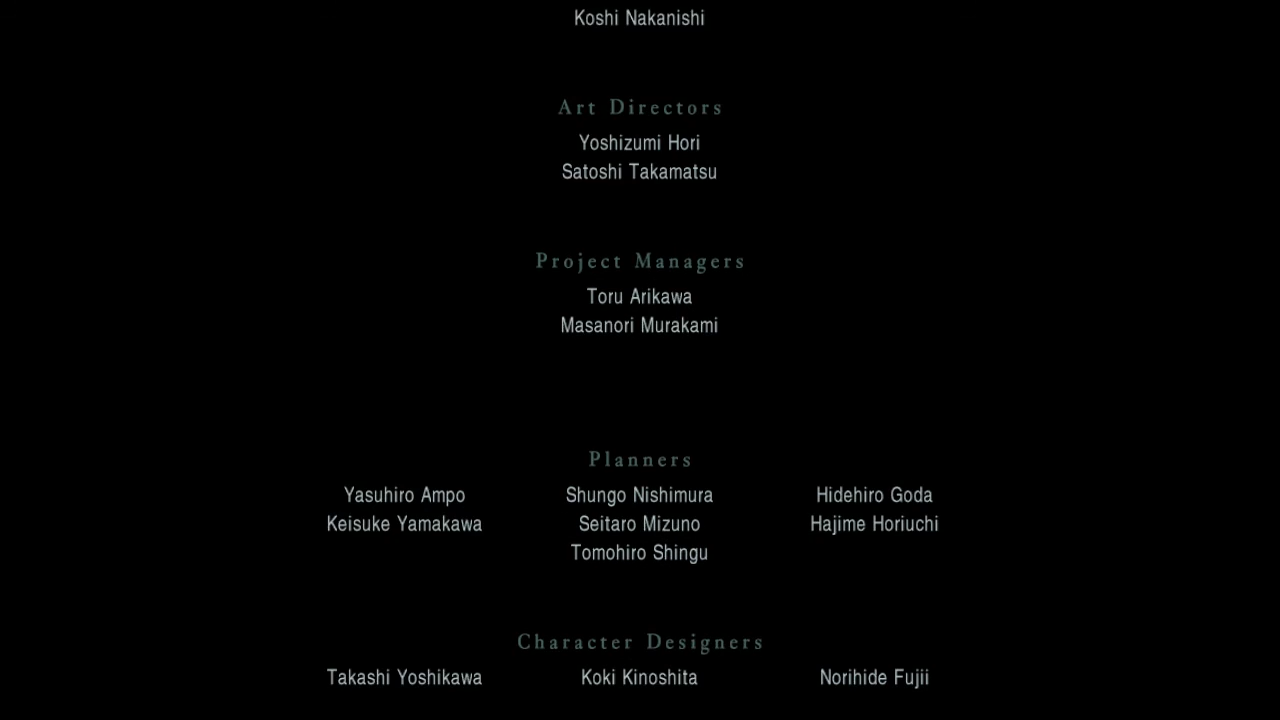 Koshi Nakanishi
Art Directors
Yoshizumi Hori
Satoshi Takamatsu
Project Managers
Toru Arikawa
Masanori Murakami
Planners
Yasuhiro Ampo Shungo Nishimura Hidehiro Goda
Keisuke Yamakawa Seitaro Mizuno Hajime Horiuchi
Tomohiro Shingu
Character Designers
Takashi Yoshikawa Koki Kinoshita Norihide Fujii